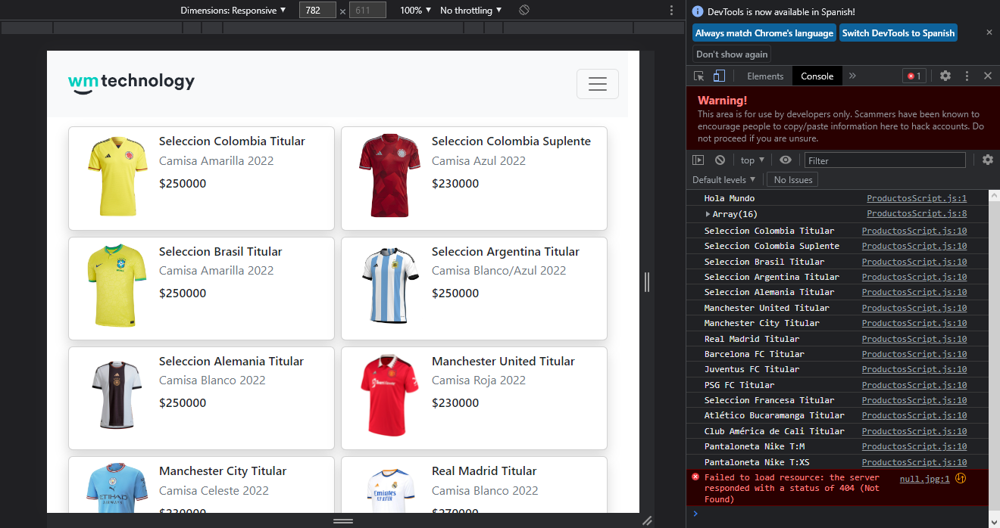 Dimensions: Responsive ▼ 782 × 611 100% ▼ No throttling ▼
wm technology
Seleccion Colombia Titular
Camisa Amarilla 2022
$250000
Seleccion Colombia Suplente
Camisa Azul 2022
$230000
Seleccion Brasil Titular
Camisa Amarilla 2022
$250000
Seleccion Argentina Titular
Camisa Blanco/Azul 2022
$250000
Seleccion Alemania Titular
Camisa Blanco 2022
$250000
Manchester United Titular
Camisa Roja 2022
$230000
Manchester City Titular
Camisa Celeste 2022
$230000
ETIHAD
AIRWAYS
Real Madrid Titular
Camisa Blanco 2022
$270000
Emirates
FLY BETTER
DevTools is now available in Spanish!
Always match Chrome's language Switch DevTools to Spanish
Don't show again
Elements Console » 1
Warning!
This area is for use by developers only. Scammers have been known to
encourage people to copy/paste information here to hack accounts. Do
not proceed if you are unsure.
top ▼ Filter
Default levels ▼ No Issues
Hola Mundo ProductosScript.js:1
Array(16) ProductosScript.js:8
Seleccion Colombia Titular ProductosScript.js:10
Seleccion Colombia Suplente ProductosScript.js:10
Seleccion Brasil Titular ProductosScript.js:10
Seleccion Argentina Titular ProductosScript.js:10
Seleccion Alemania Titular ProductosScript.js:10
Manchester United Titular ProductosScript.js:10
Manchester City Titular ProductosScript.js:10
Real Madrid Titular ProductosScript.js:10
Barcelona FC Titular ProductosScript.js:10
Juventus FC Titular ProductosScript.js:10
PSG FC Titular ProductosScript.js:10
Seleccion Francesa Titular ProductosScript.js:10
Atlético Bucaramanga Titular ProductosScript.js:10
Club América de Cali Titular ProductosScript.js:10
Pantaloneta Nike T:M ProductosScript.js:10
Pantaloneta Nike T:XS ProductosScript.js:10
Failed to load resource: the server null.jpg:1
responded with a status of 404 (Not
Found)